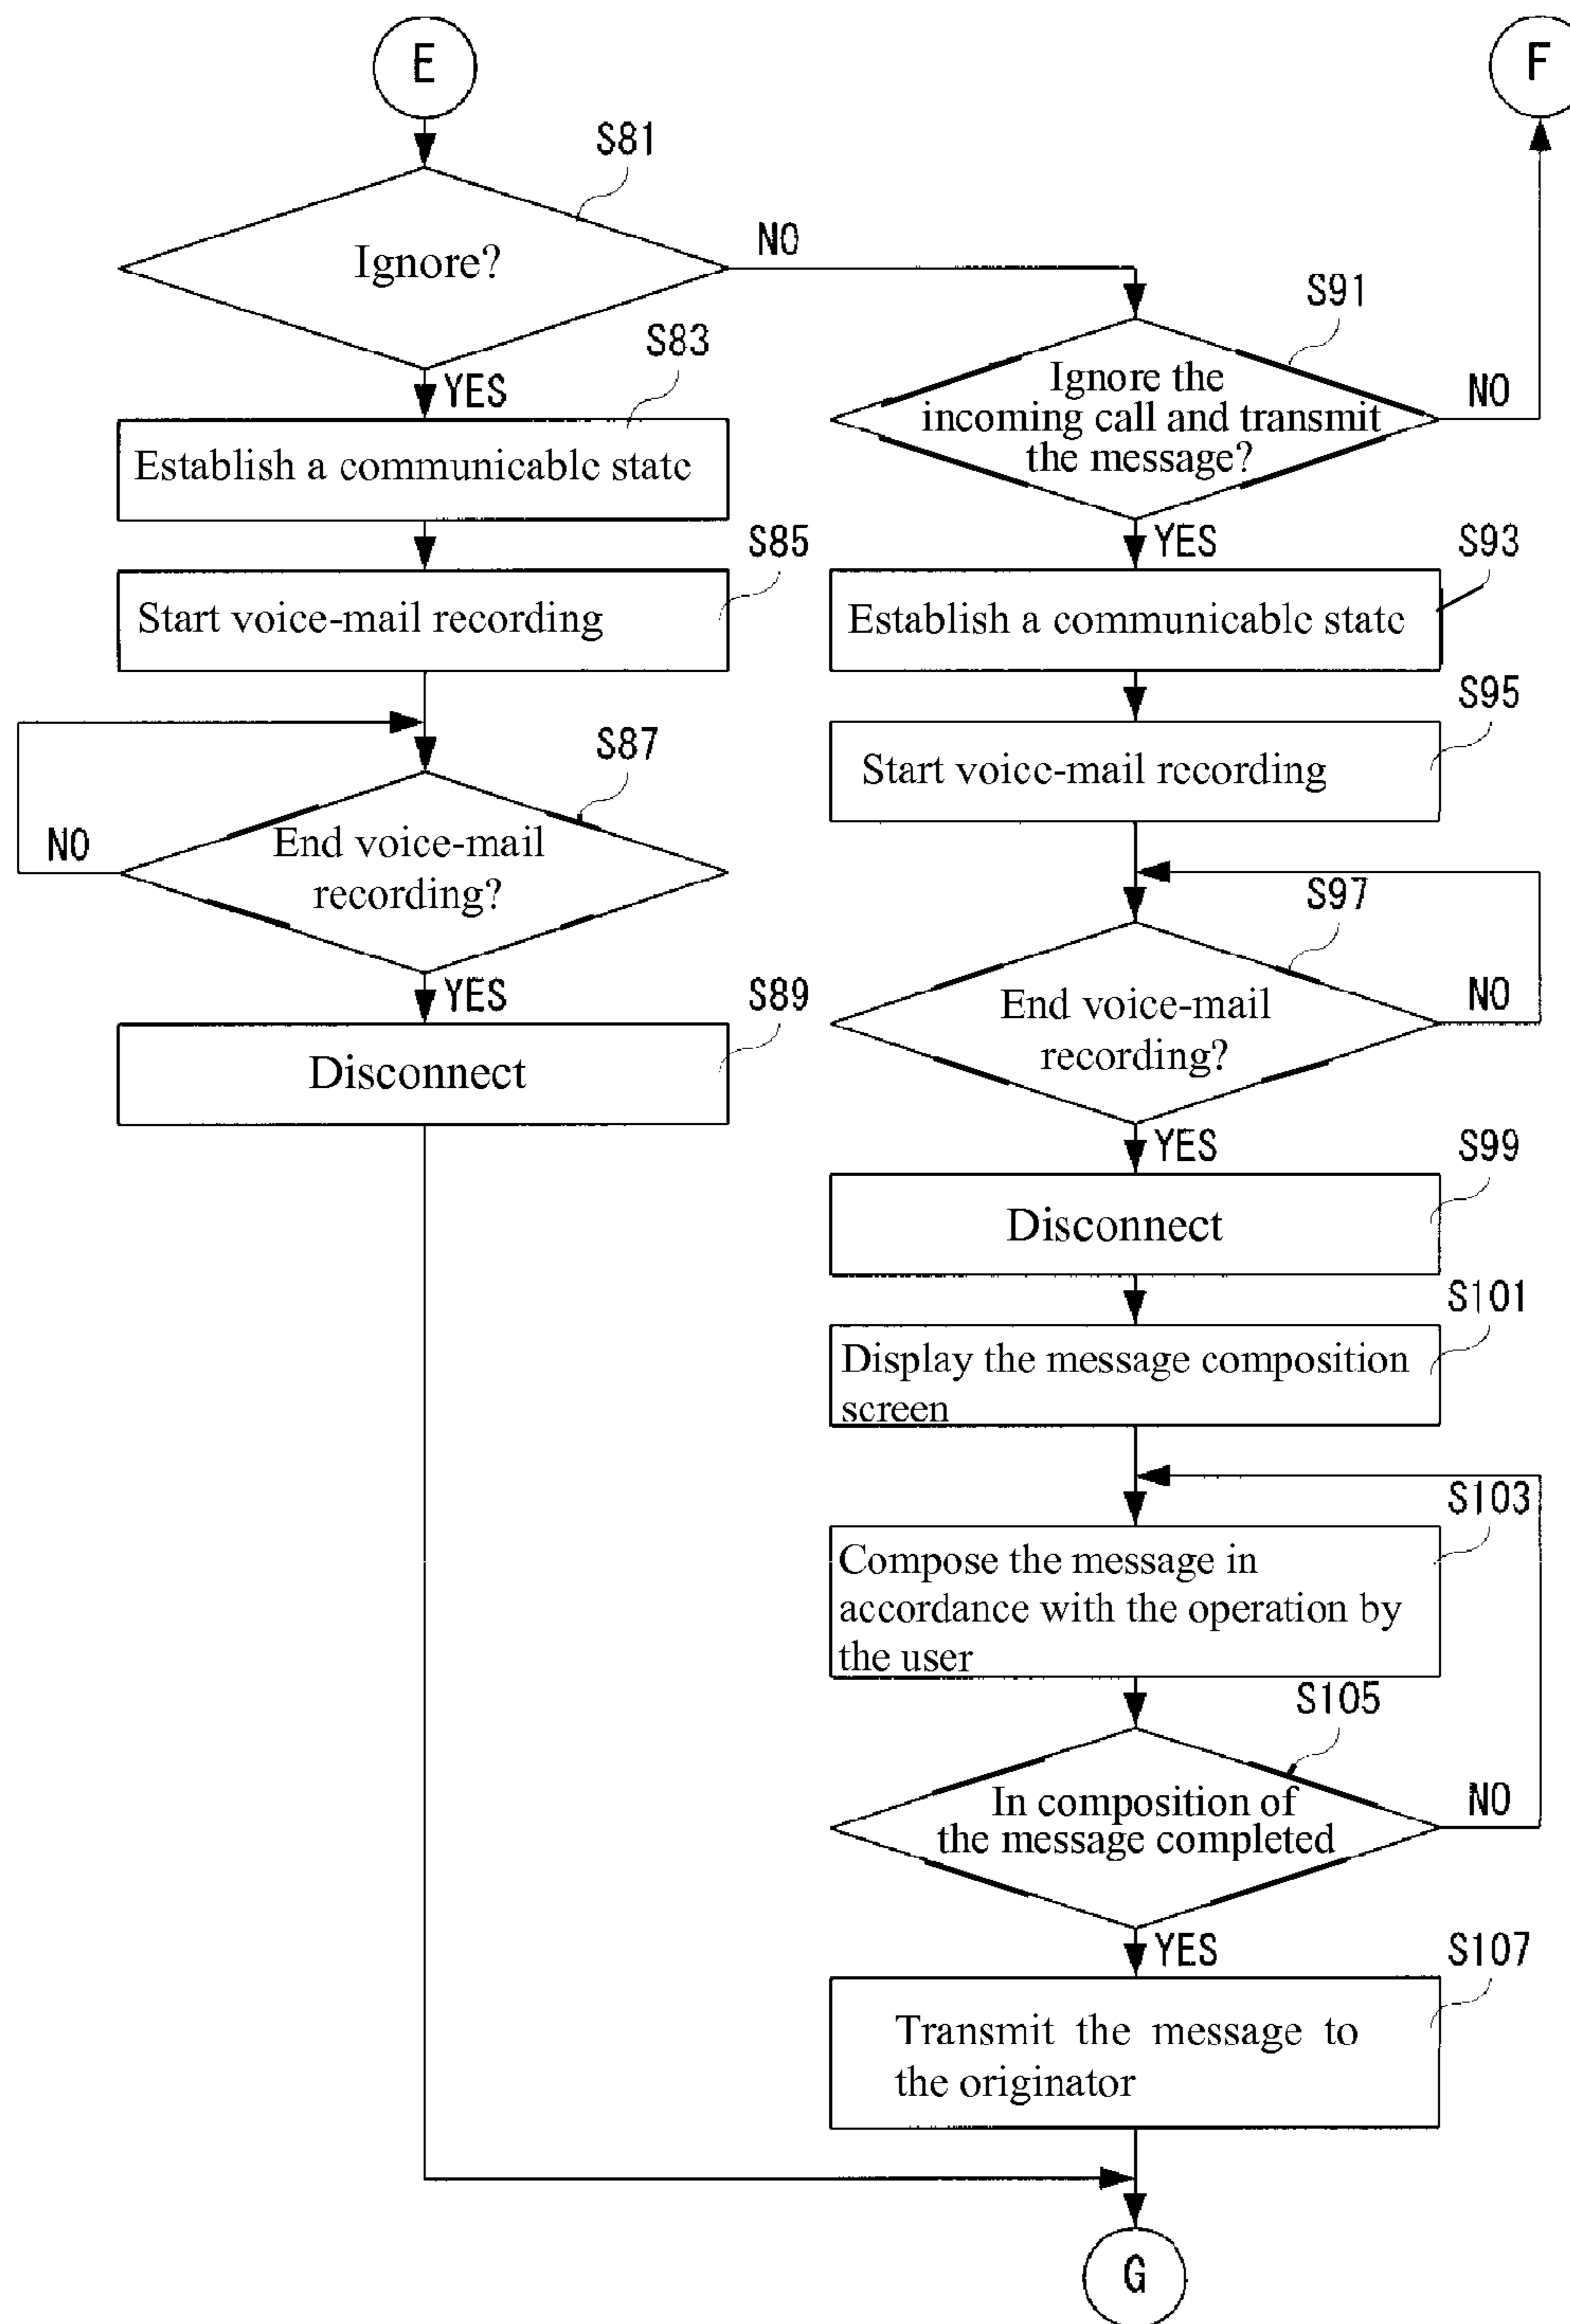 E
F
S81
Ignore?
NO
S83
YES
Establish a communicable state
S85
Start voice-mail recording
S87
End voice-mail
recording?
NO
YES
S89
Disconnect
S91
Ignore the
incoming call and transmit
the message?
NO
YES
S93
Establish a communicable state
S95
Start voice-mail recording
S97
End voice-mail
recording?
NO
YES
S99
Disconnect
S101
Display the message composition
screen
S103
Compose the message in
accordance with the operation by
the user
S105
In composition of
the message completed
NO
YES
S107
Transmit the message to
the originator
G